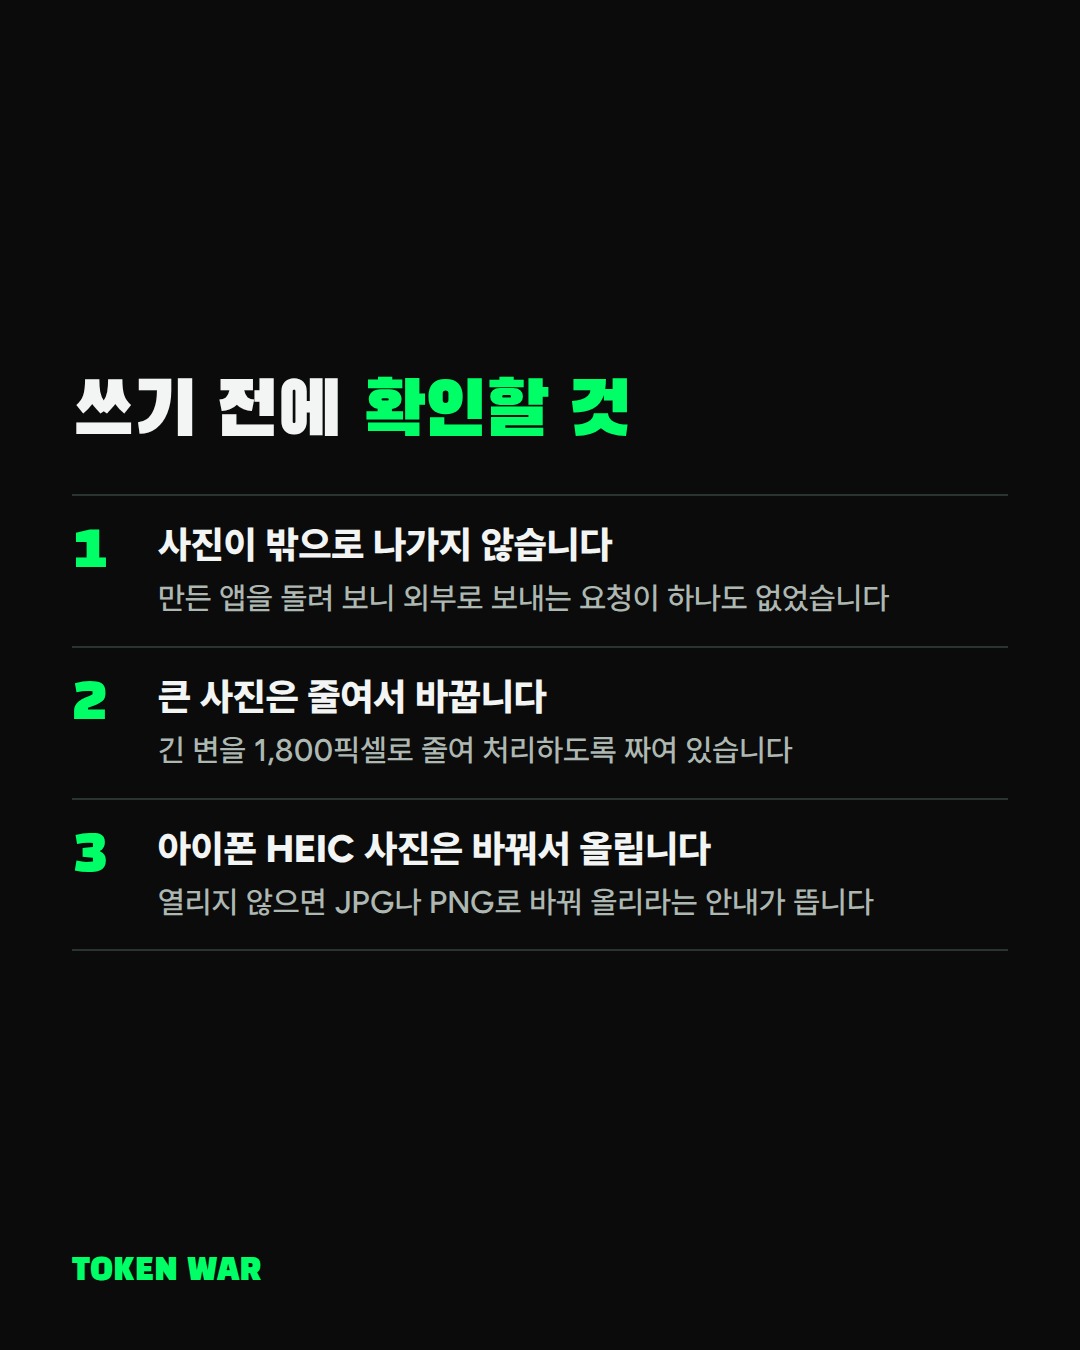 쓰기 전에 확인할 것
1 사진이 밖으로 나가지 않습니다
만든 앱을 돌려 보니 외부로 보내는 요청이 하나도 없었습니다
2 큰 사진은 줄여서 바꿉니다
긴 변을 1,800픽셀로 줄여 처리하도록 짜여 있습니다
3 아이폰 HEIC 사진은 바꿔서 올립니다
열리지 않으면 JPG나 PNG로 바꿔 올리라는 안내가 뜹니다
TOKEN WAR